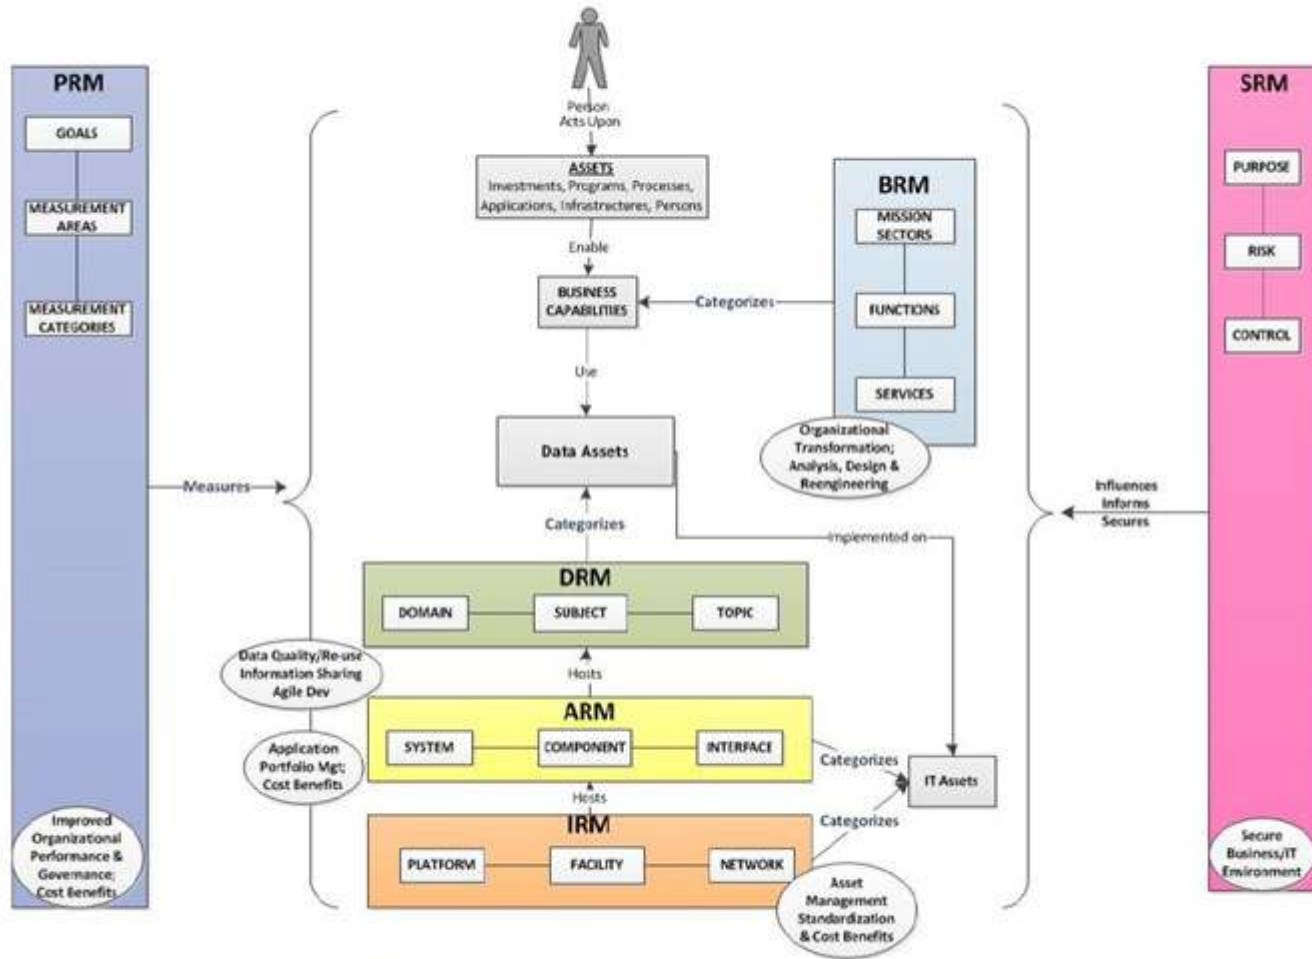 PRM
GOALS
MEASUREMENT
AREAS
MEASUREMENT
CATEGORIES
Improved
Organizational
Performance &
Governance;
Cost Benefits
Measures
Person
Acts Upon
ASSETS
Investments, Programs, Processes,
Applications, Infrastructures, Persons
Enable
BUSINESS
CAPABILITIES
Categorizes
Use
Data Assets
Categorizes
Implemented on
BRM
MISSION
SECTORS
FUNCTIONS
SERVICES
Organizational
Transformation;
Analysis, Design &
Reengineering
DRM
DOMAIN
SUBJECT
TOPIC
Data Quality/Re-use
Information Sharing
Agile Dev
Hosts
ARM
SYSTEM
COMPONENT
INTERFACE
Application
Portfolio Mgt;
Cost Benefits
Categorizes
IT Assets
Hosts
IRM
PLATFORM
FACILITY
NETWORK
Categorizes
Asset
Management
Standardization
& Cost Benefits
Influences
Informs
Secures
SRM
PURPOSE
RISK
CONTROL
Secure
Business/IT
Environment